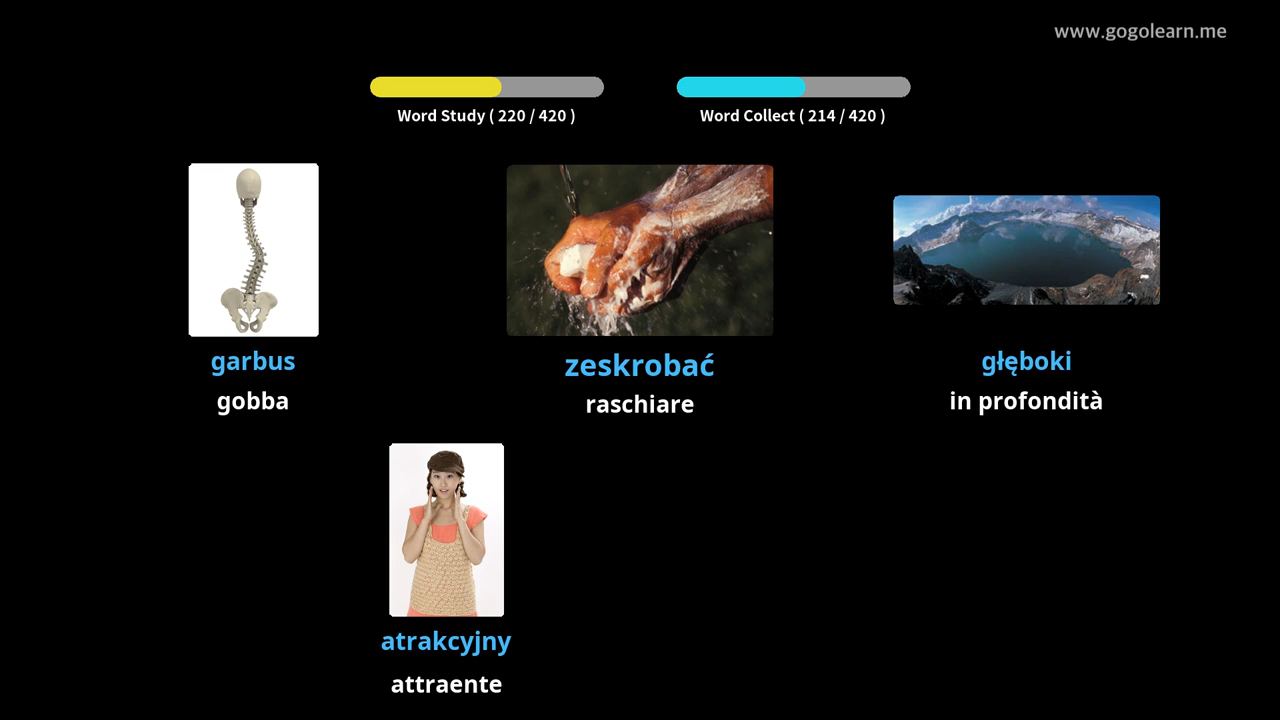 www.gogolearn.me
Word Study ( 220 / 420 )
Word Collect ( 214 / 420 )
garbus
gobba
zeskrobać
raschiare
głęboki
in profondità
atrakcyjny
attraente